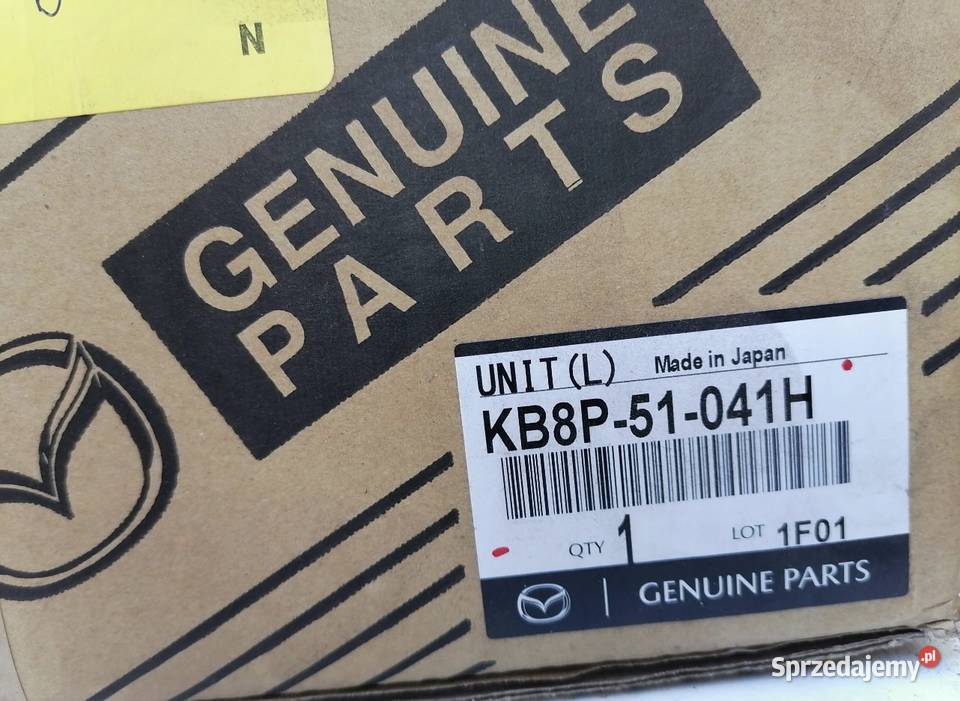 N
GENUINE
PARTS
UNIT(L) Made in Japan
KB8P-51-041H
QTY 1 LOT 1F01
GENUINE PARTS
Sprzedajemy.pl